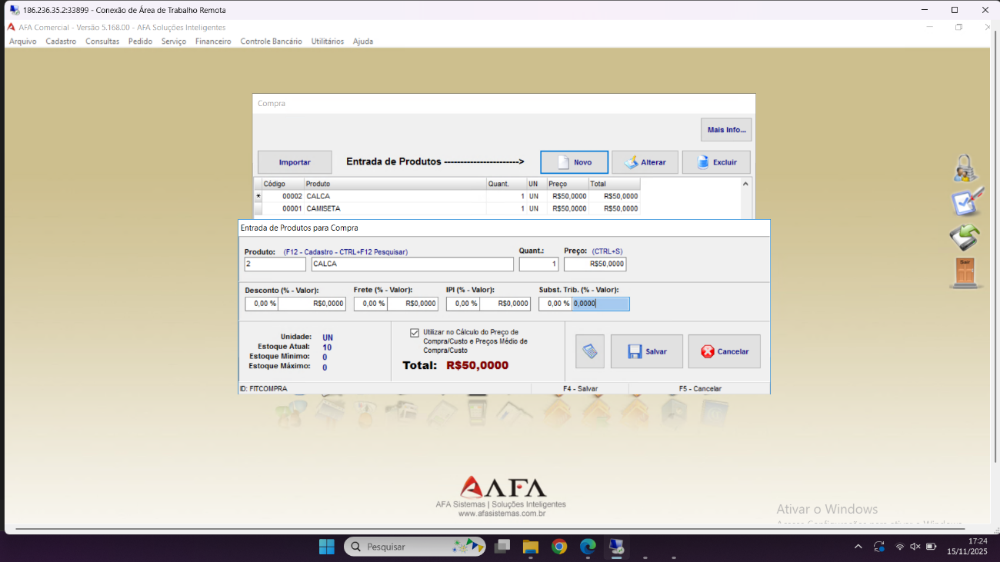 186.236.35.2:33899 - Conexão de Área de Trabalho Remota
AFA Comercial - Versão 5.168.00 - AFA Soluções Inteligentes
Arquivo Cadastro Consultas Pedido Serviço Financeiro Controle Bancário Utilitários Ajuda
Compra
Mais Info...
Importar Entrada de Produtos -----------------------> Novo Alterar Excluir
Código Produto Quant. UN Preço Total
* 00002 CALCA 1 UN R$50,0000 R$50,0000
00001 CAMISETA 1 UN R$50,0000 R$50,0000
Entrada de Produtos para Compra
Produto: (F12 - Cadastro - CTRL+F12 Pesquisar) Quant.: Preço: (CTRL+S)
2 CALCA 1 R$50,0000
Desconto (% - Valor): Frete (% - Valor): IPI (% - Valor): Subst. Trib. (% - Valor):
0,00 % R$0,0000 0,00 % R$0,0000 0,00 % R$0,0000 0,00 % 0,0000
Unidade: UN
Estoque Atual: 10
Estoque Mínimo: 0
Estoque Máximo: 0
Utilizar no Cálculo do Preço de
Compra/Custo e Preços Médio de
Compra/Custo
Total: R$50,0000
Salvar Cancelar
ID: FITCOMPRA F4 - Salvar F5 - Cancelar
Sair
AFA
AFA Sistemas | Soluções Inteligentes
www.afasistemas.com.br
Ativar o Windows
Pesquisar
17:24
15/11/2025